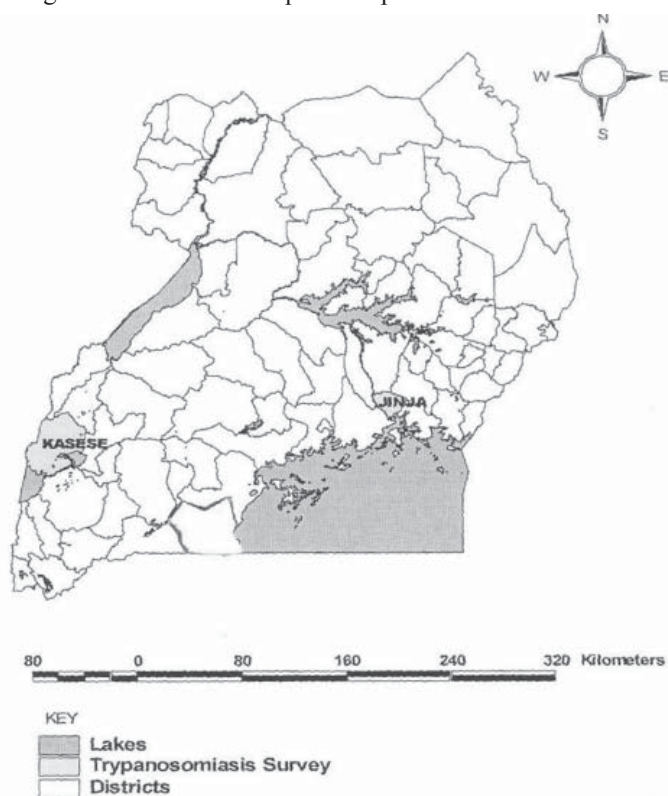 N
W E
S
JINJA
KASESE
80 0 80 160 240 320 Kilometers
KEY
Lakes
Trypanosomiasis Survey
Districts